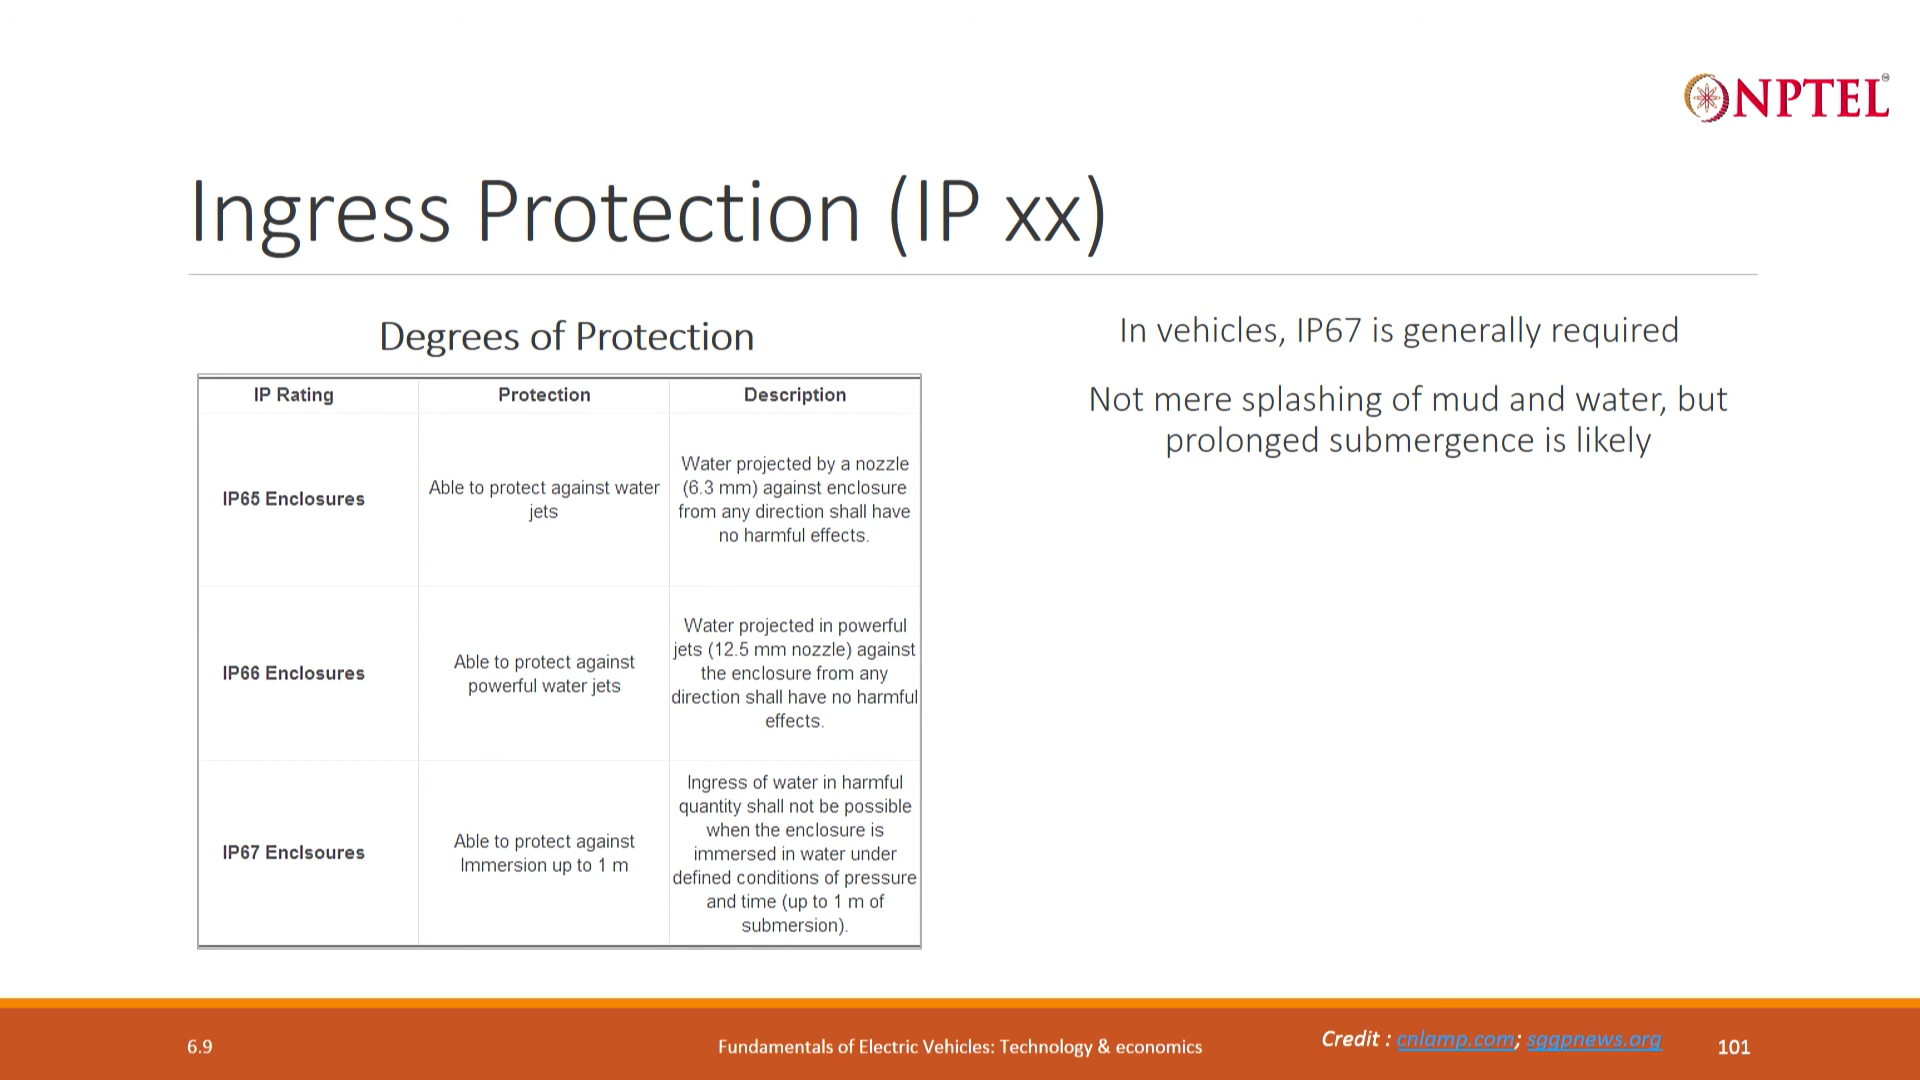 NPTEL
Ingress Protection (IP xx)
Degrees of Protection
IP Rating
Protection
Description
IP65 Enclosures
Able to protect against water
jets
Water projected by a nozzle
(6.3 mm) against enclosure
from any direction shall have
no harmful effects.
IP66 Enclosures
Able to protect against
powerful water jets
Water projected in powerful
jets (12.5 mm nozzle) against
the enclosure from any
direction shall have no harmful
effects.
IP67 Enclsoures
Able to protect against
Immersion up to 1 m
Ingress of water in harmful
quantity shall not be possible
when the enclosure is
immersed in water under
defined conditions of pressure
and time (up to 1 m of
submersion).
In vehicles, IP67 is generally required
Not mere splashing of mud and water, but
prolonged submergence is likely
6.9
Fundamentals of Electric Vehicles: Technology & economics
Credit : cnlamp.com; sggpnews.org
101